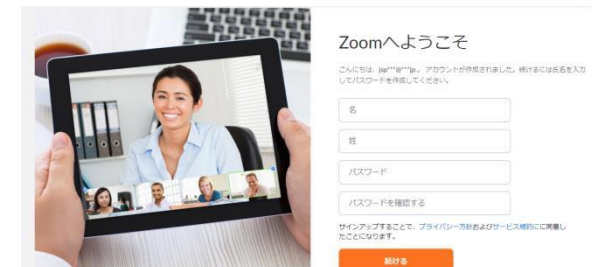 Zoomへようこそ
こんにちは、jsp***@***jp。 アカウントが作成されました。続けるには氏名を入力
してパスワードを作成してください。
名
姓
パスワード
パスワードを確認する
サインアップすることで、プライバシー方針およびサービス規約にに同意し
たことになります。
続ける